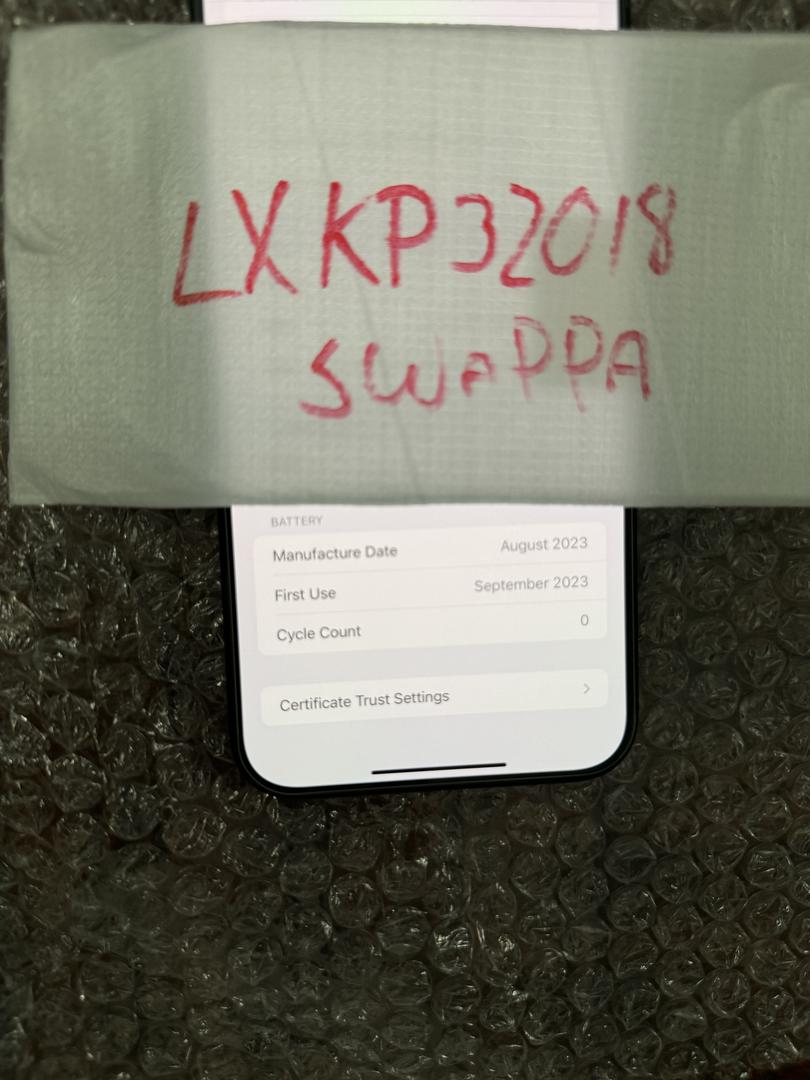 LXKP32018
SWAPPA
BATTERY
Manufacture Date August 2023
First Use September 2023
Cycle Count 0
Certificate Trust Settings